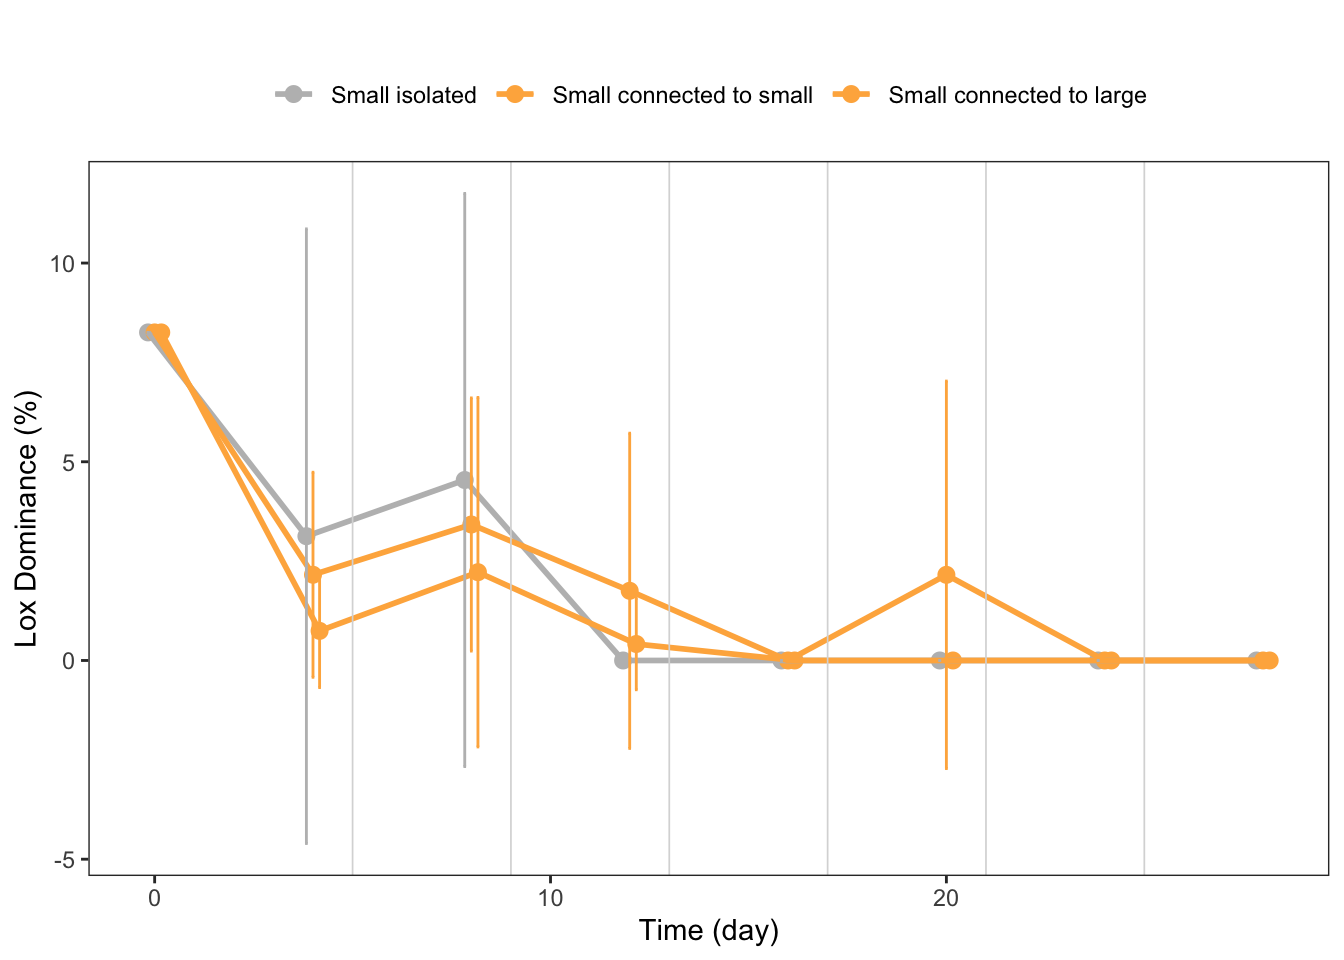 Small isolated Small connected to small Small connected to large
10
5
0
-5
Lox Dominance (%)
0 10 20
Time (day)